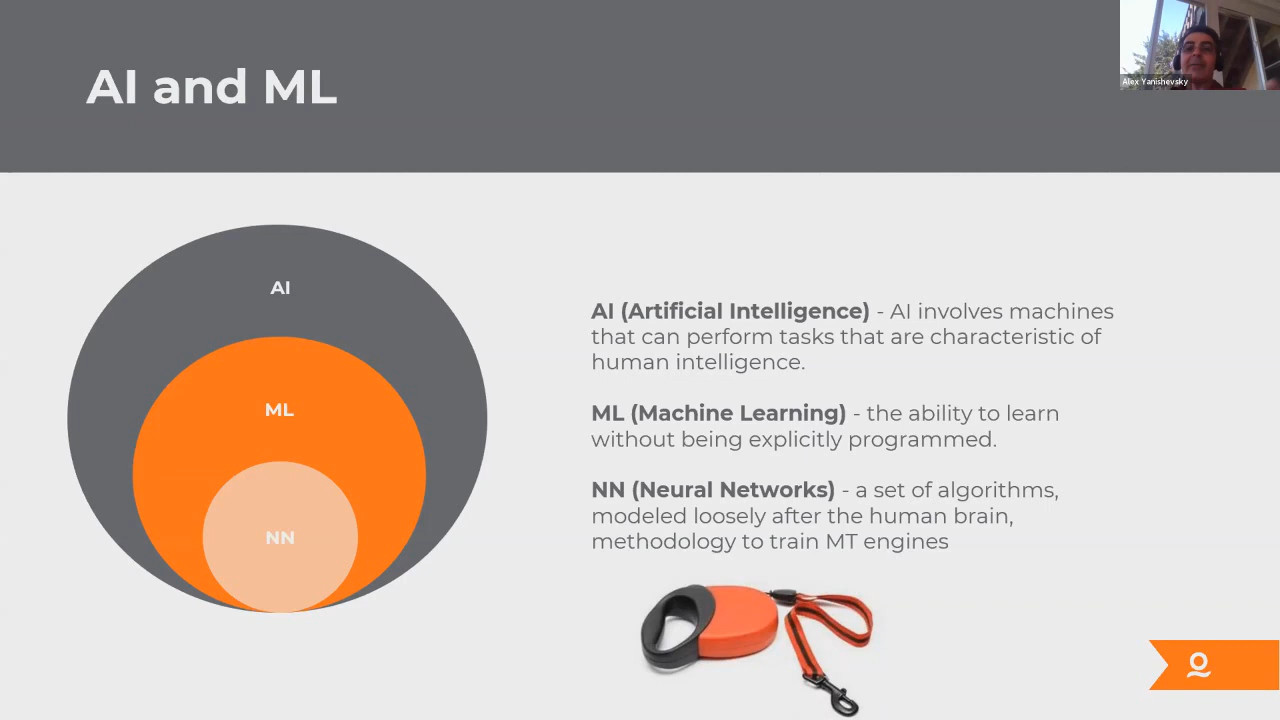 AI and ML
Alex Yanishevsky
AI
ML
NN
AI (Artificial Intelligence) - AI involves machines
that can perform tasks that are characteristic of
human intelligence.
ML (Machine Learning) - the ability to learn
without being explicitly programmed.
NN (Neural Networks) - a set of algorithms,
modeled loosely after the human brain,
methodology to train MT engines